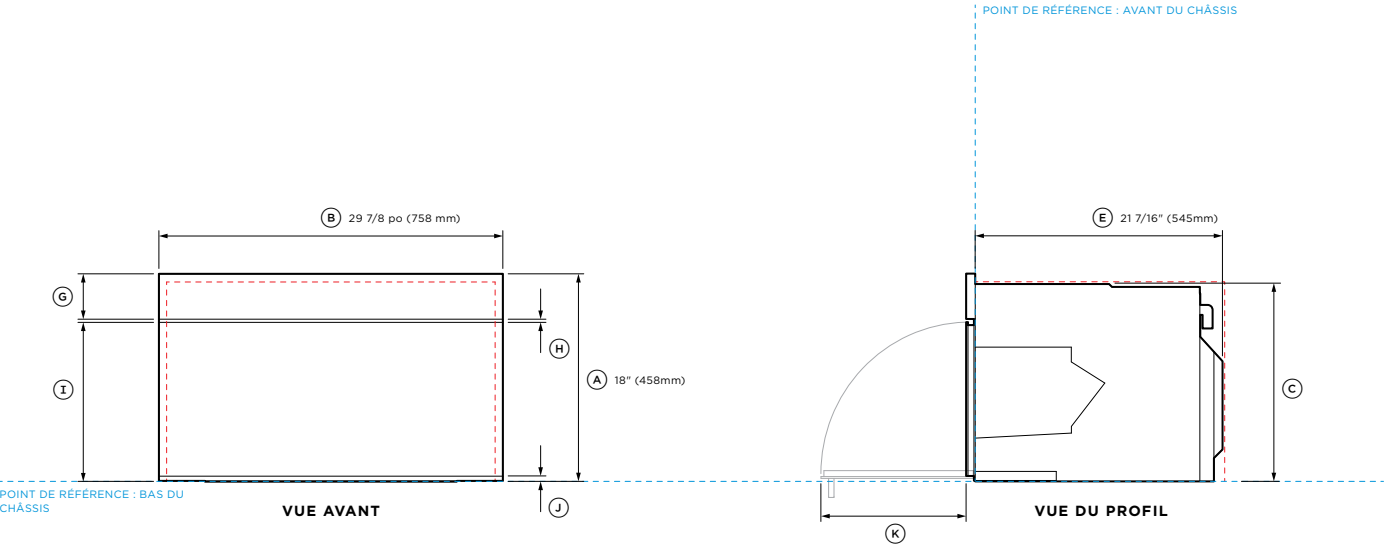 POINT DE RÉFÉRENCE : AVANT DU CHÂSSIS
B 29 7/8 po (758 mm)
E 21 7/16" (545mm)
G
H
A 18" (458mm)
I
C
POINT DE RÉFÉRENCE : BAS DU
CHÂSSIS
J
VUE AVANT
VUE DU PROFIL
K